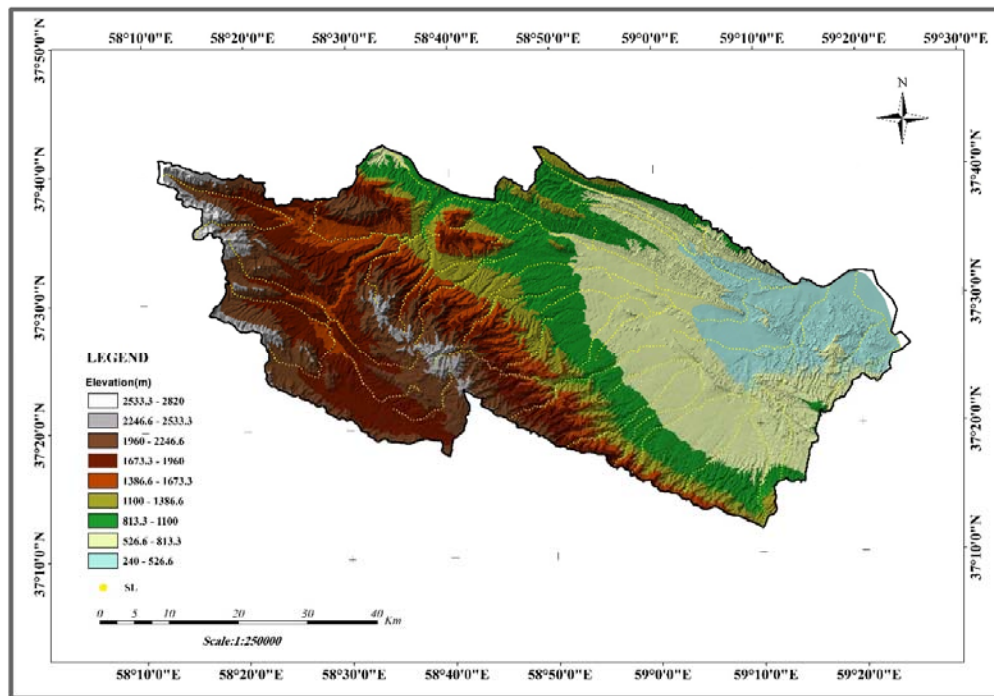 58°10'0"E 58°20'0"E 58°30'0"E 58°40'0"E 58°50'0"E 59°0'0"E 59°10'0"E 59°20'0"E 59°30'0"E
37°50'0"N
37°40'0"N
37°30'0"N
37°20'0"N
37°10'0"N
N
37°50'0"N
37°40'0"N
37°30'0"N
37°20'0"N
37°10'0"N
LEGEND
Elevation(m)
2533.3 - 2820
2246.6 - 2533.3
1960 - 2246.6
1673.3 - 1960
1386.6 - 1673.3
1100 - 1386.6
813.3 - 1100
526.6 - 813.3
240 - 526.6
SL
0 5 10 20 30 40
Km
Scale:1:250000
58°10'0"E 58°20'0"E 58°30'0"E 58°40'0"E 58°50'0"E 59°0'0"E 59°10'0"E 59°20'0"E